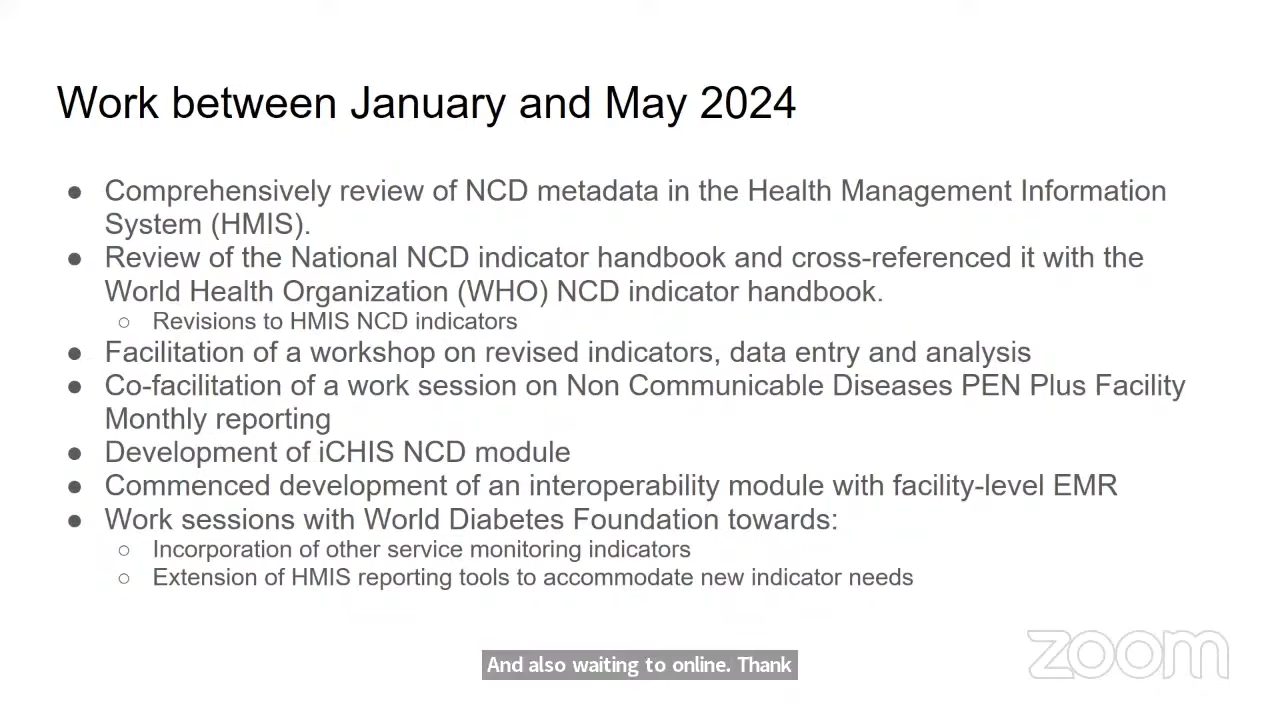 Work between January and May 2024
● Comprehensively review of NCD metadata in the Health Management Information
System (HMIS).
● Review of the National NCD indicator handbook and cross-referenced it with the
World Health Organization (WHO) NCD indicator handbook.
○ Revisions to HMIS NCD indicators
● Facilitation of a workshop on revised indicators, data entry and analysis
● Co-facilitation of a work session on Non Communicable Diseases PEN Plus Facility
Monthly reporting
● Development of iCHIS NCD module
● Commenced development of an interoperability module with facility-level EMR
● Work sessions with World Diabetes Foundation towards:
○ Incorporation of other service monitoring indicators
○ Extension of HMIS reporting tools to accommodate new indicator needs
And also waiting to online. Thank
zoom